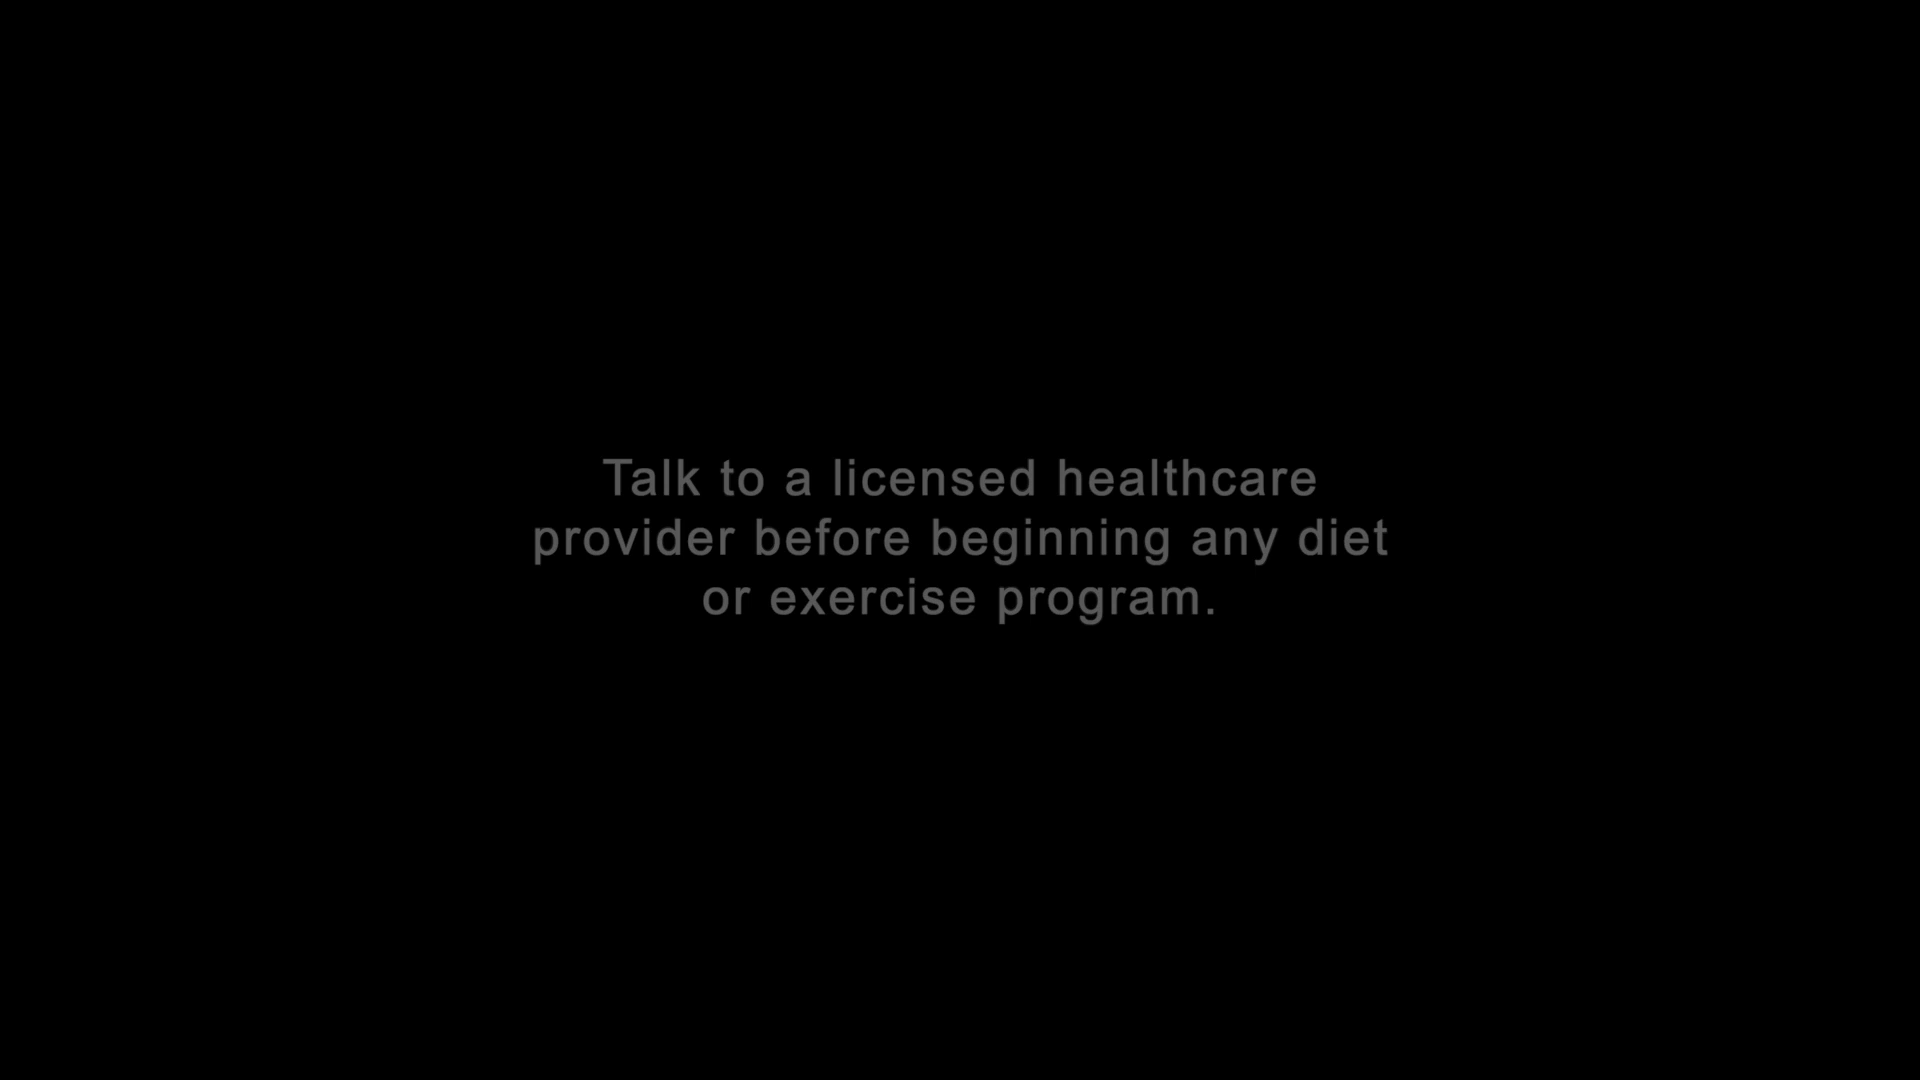 Talk to a licensed healthcare
provider before beginning any diet
or exercise program.